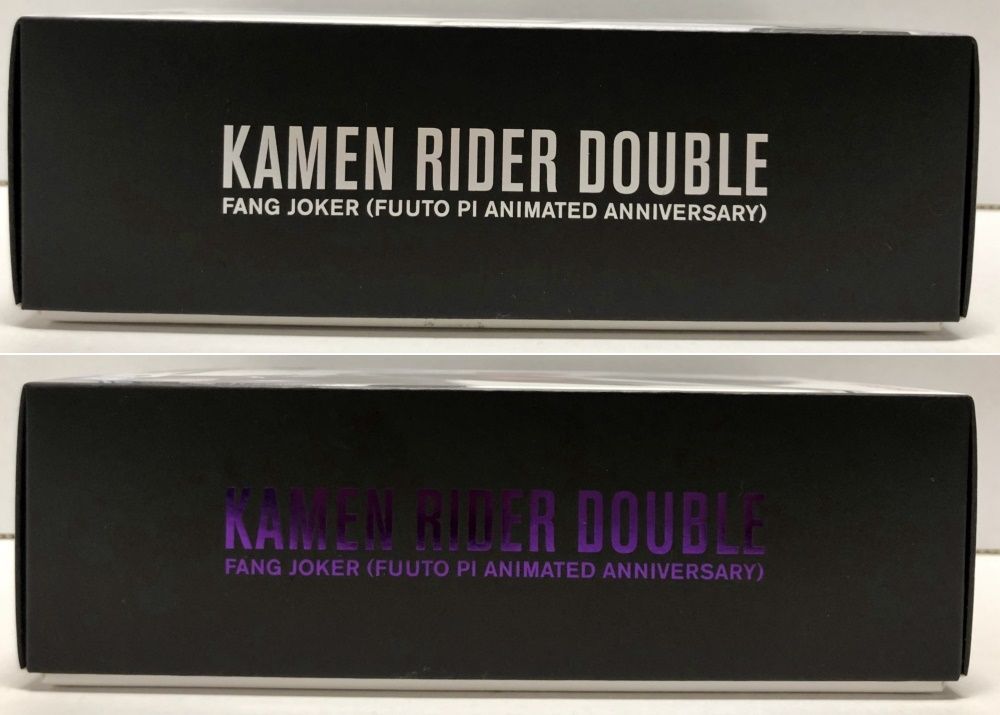 KAMEN RIDER DOUBLE
FANG JOKER (FUUTO PI ANIMATED ANNIVERSARY)
KAMEN RIDER DOUBLE
FANG JOKER (FUUTO PI ANIMATED ANNIVERSARY)